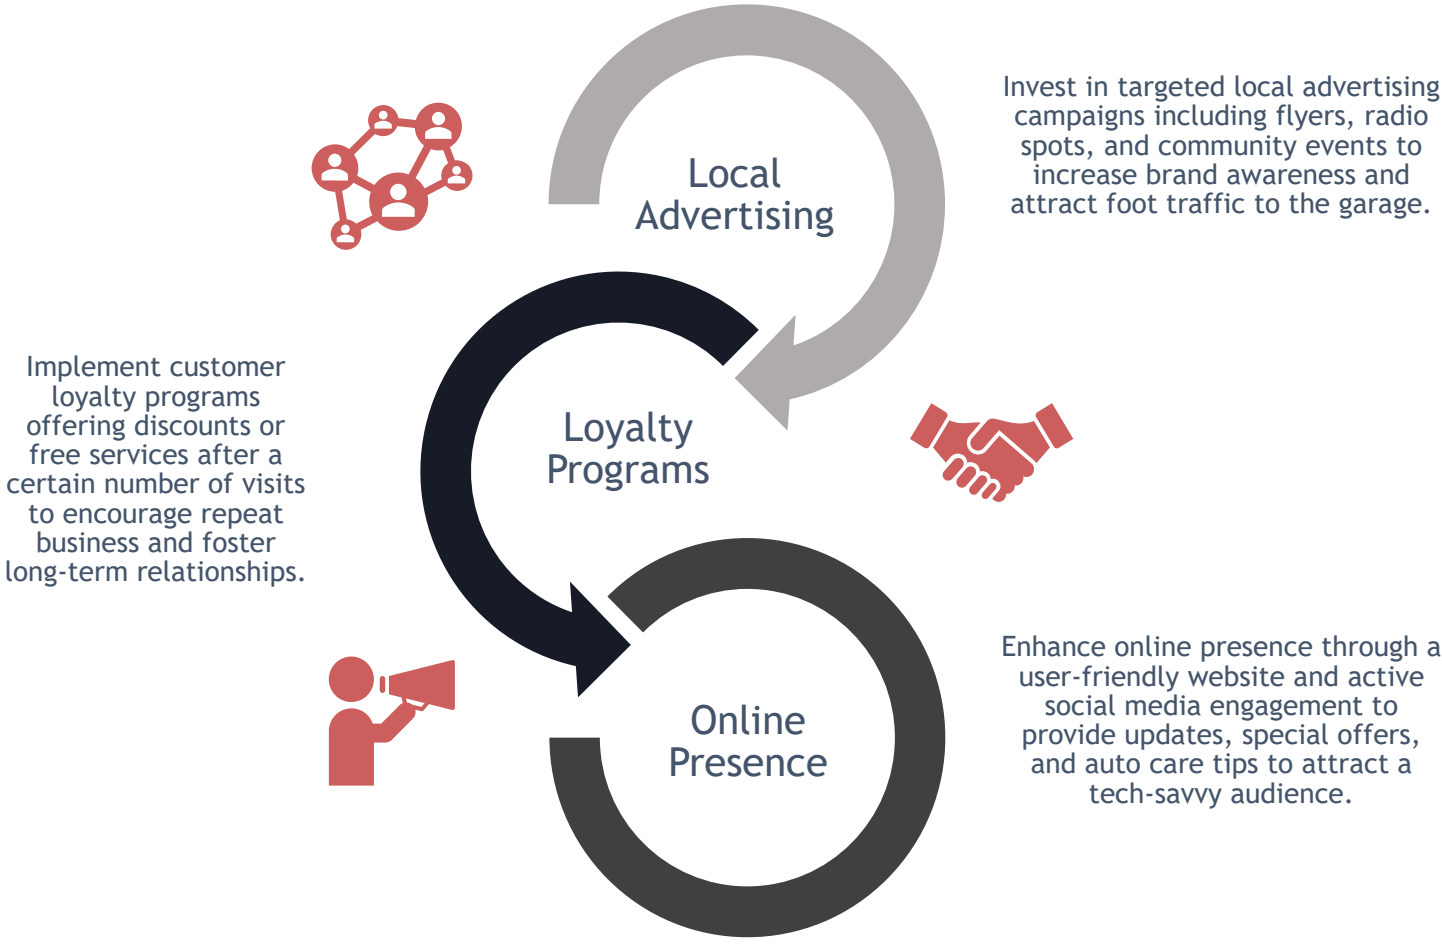 Local
Advertising
Invest in targeted local advertising
campaigns including flyers, radio
spots, and community events to
increase brand awareness and
attract foot traffic to the garage.
Loyalty
Programs
Implement customer
loyalty programs
offering discounts or
free services after a
certain number of visits
to encourage repeat
business and foster
long-term relationships.
Online
Presence
Enhance online presence through a
user-friendly website and active
social media engagement to
provide updates, special offers,
and auto care tips to attract a
tech-savvy audience.